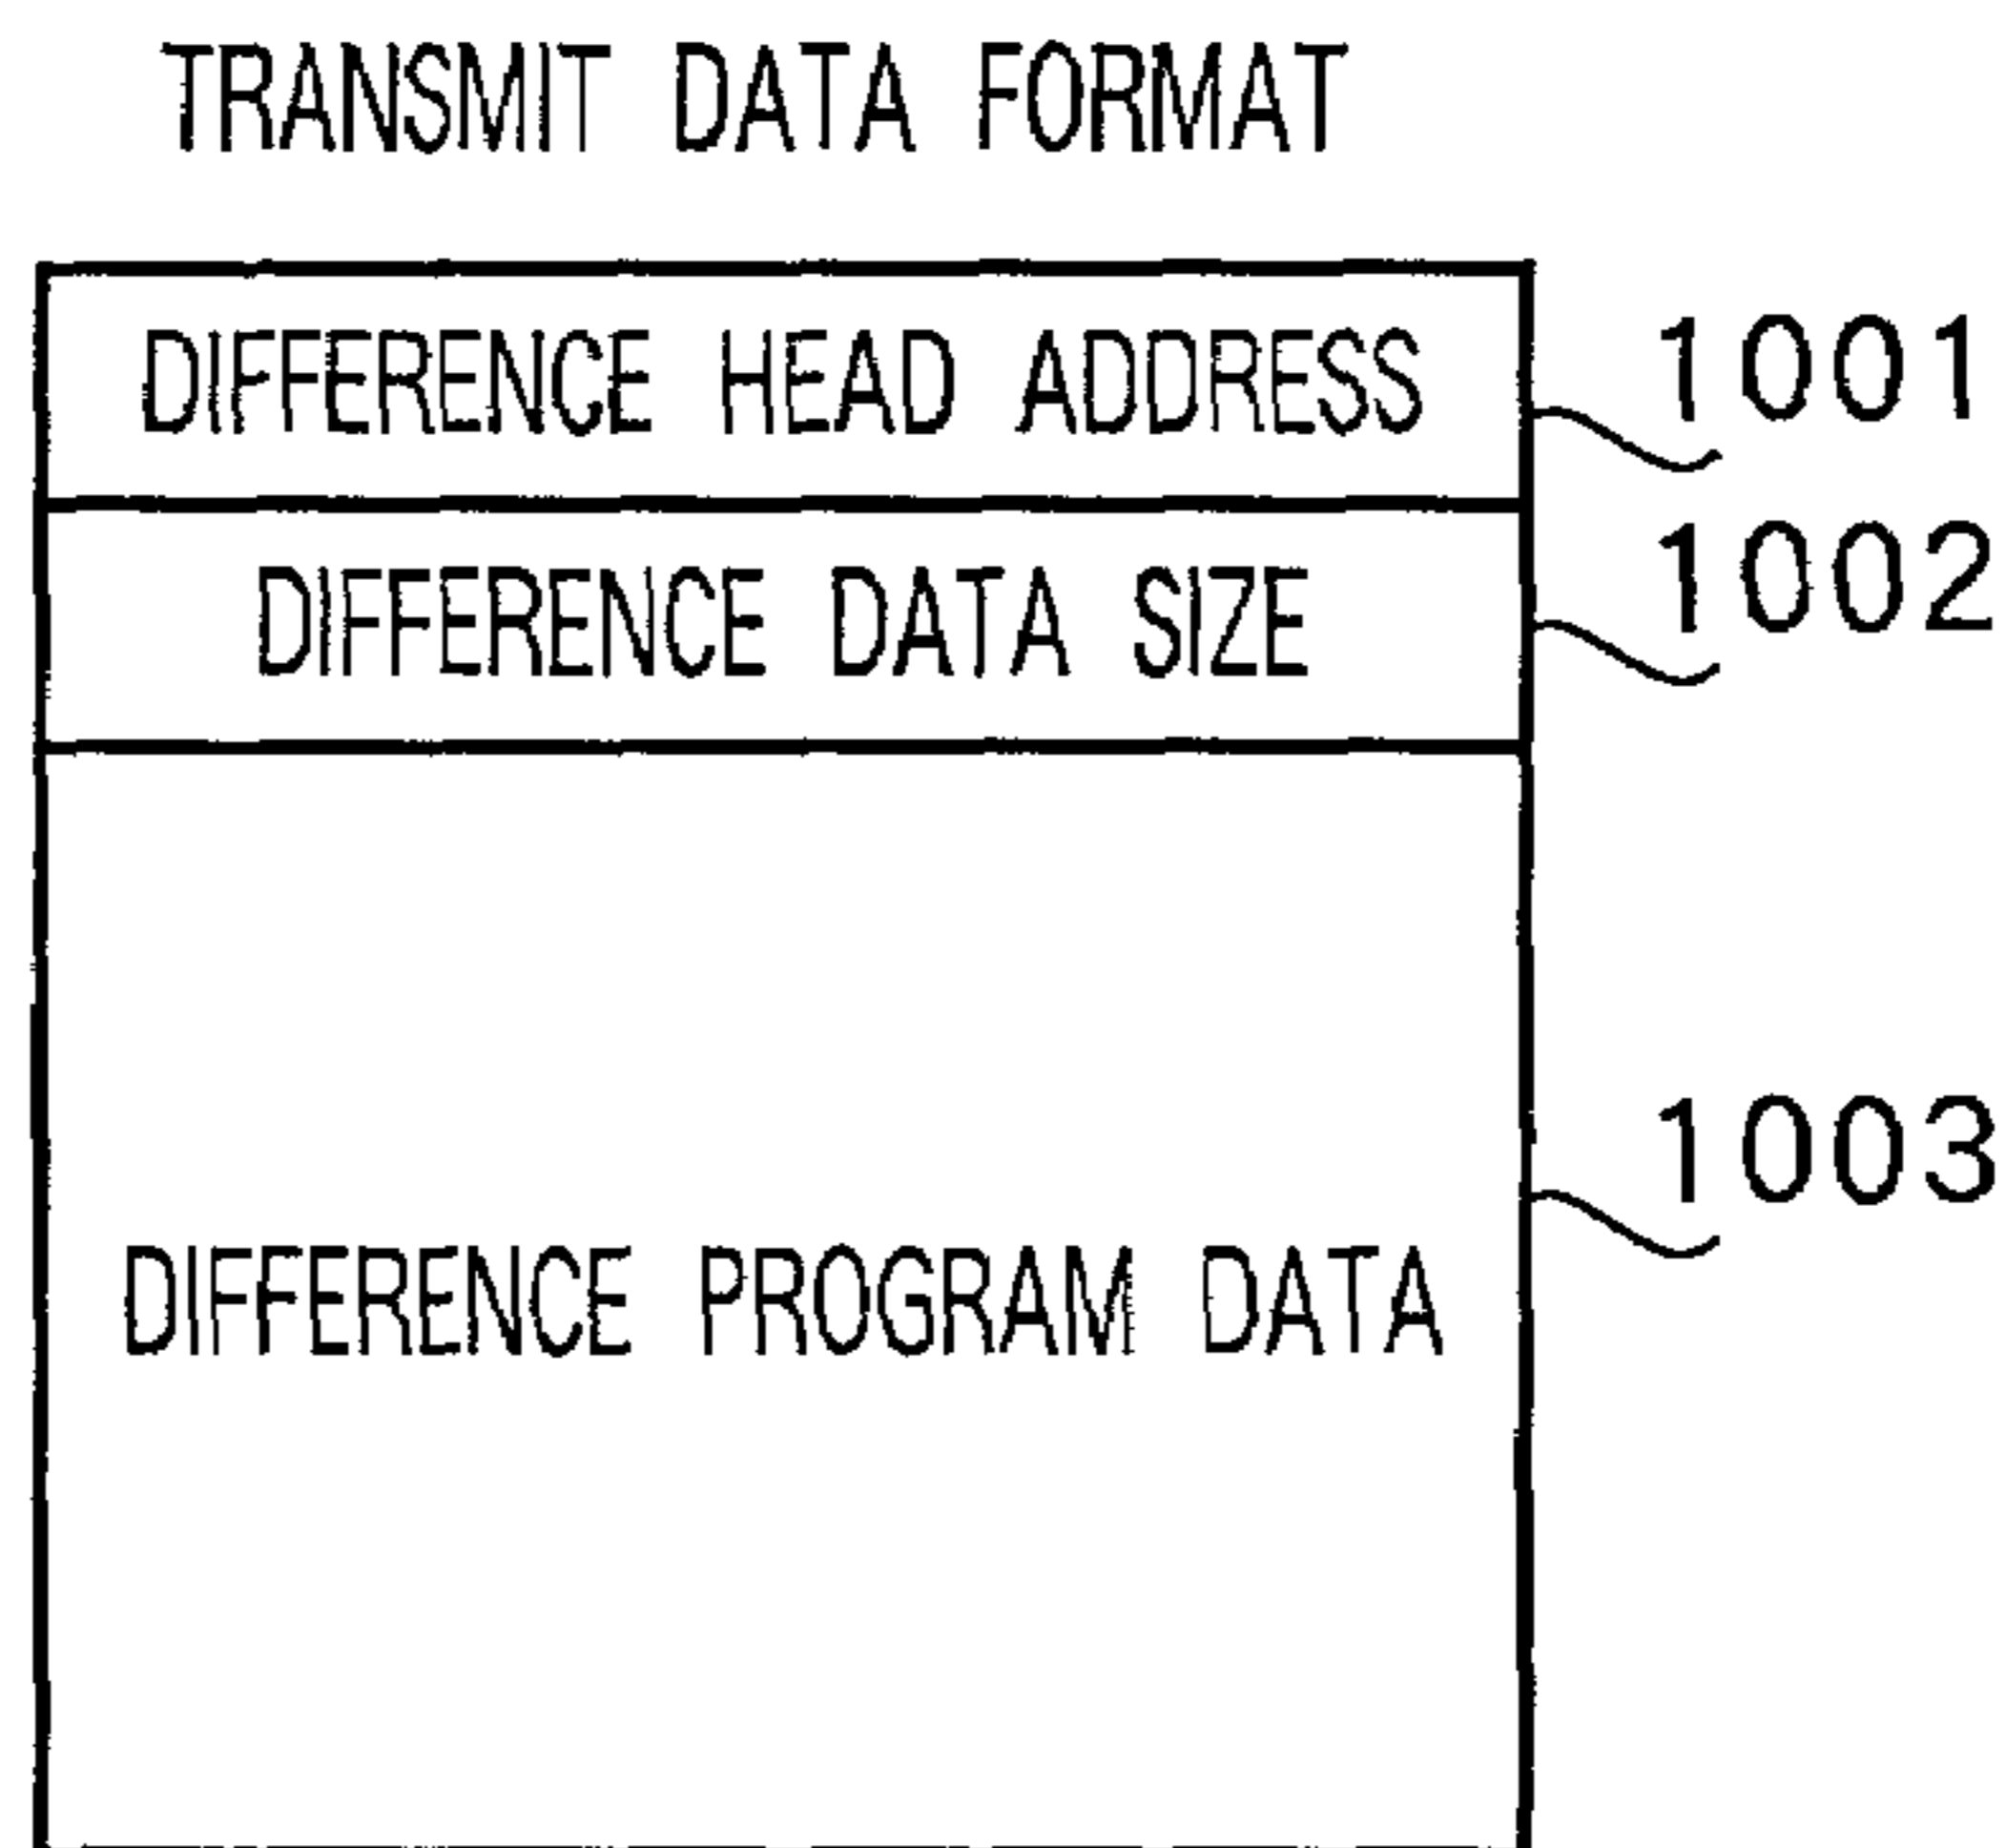 TRANSMIT DATA FORMAT
DIFFERENCE HEAD ADDRESS
1001
DIFFERENCE DATA SIZE
1002
DIFFERENCE PROGRAM DATA
1003